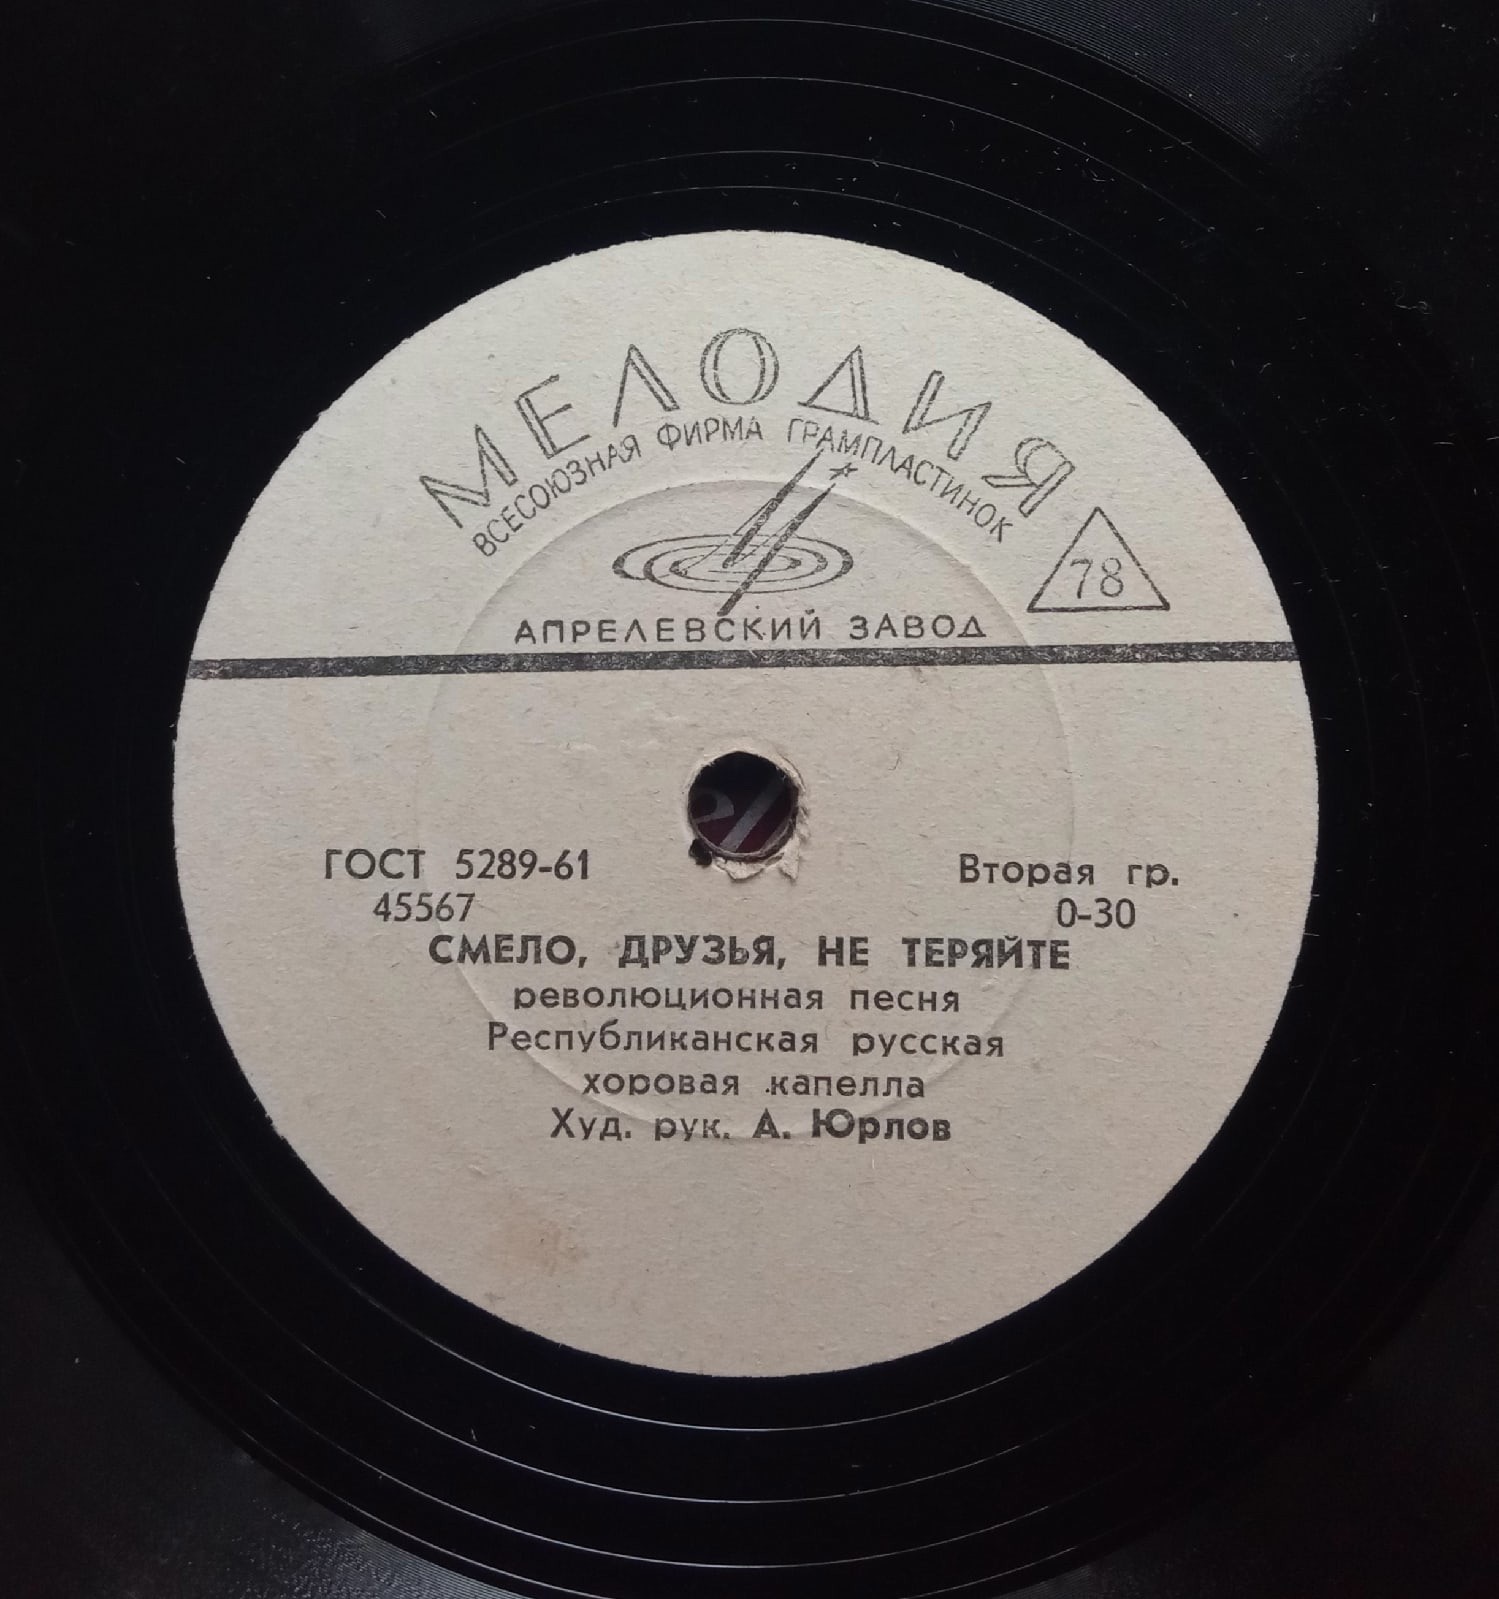 МЕЛОДИЯ
ВСЕСОЮЗНАЯ ФИРМА ГРАМПЛАСТИНОК
78
АПРЕЛЕВСКИЙ ЗАВОД
ГОСТ 5289-61 Вторая гр.
45567 0-30
СМЕЛО, ДРУЗЬЯ, НЕ ТЕРЯЙТЕ
революционная песня
Республиканская русская
хоровая капелла
Худ. рук. А. Юрлов